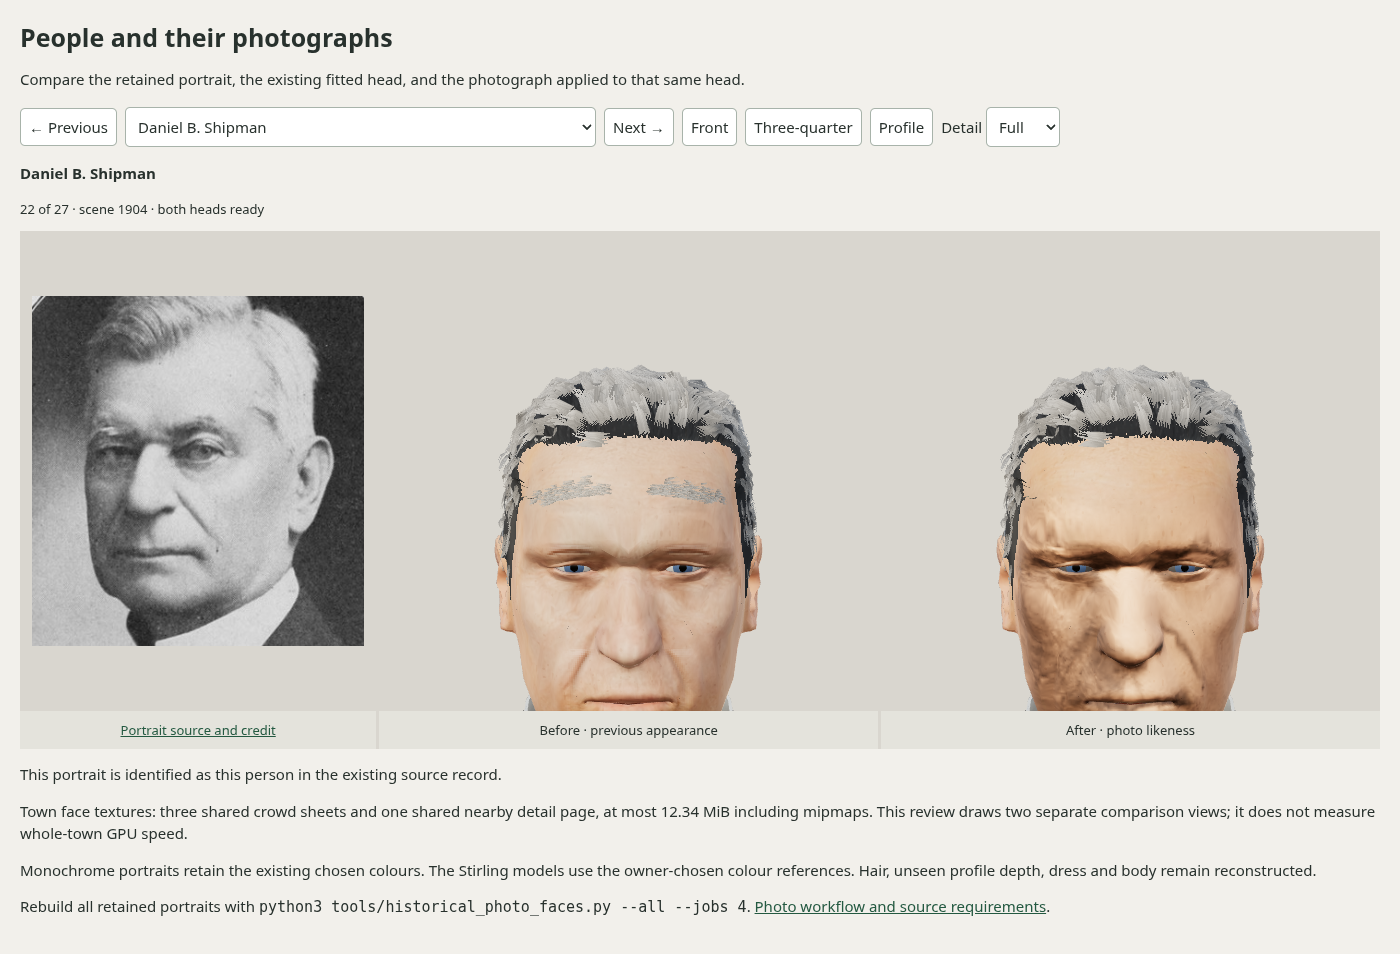 People and their photographs
Compare the retained portrait, the existing fitted head, and the photograph applied to that same head.
← Previous Daniel B. Shipman Next → Front Three-quarter Profile Detail Full
Daniel B. Shipman
22 of 27 · scene 1904 · both heads ready
Portrait source and credit Before · previous appearance After · photo likeness
This portrait is identified as this person in the existing source record.
Town face textures: three shared crowd sheets and one shared nearby detail page, at most 12.34 MiB including mipmaps. This review draws two separate comparison views; it does not measure
whole-town GPU speed.
Monochrome portraits retain the existing chosen colours. The Stirling models use the owner-chosen colour references. Hair, unseen profile depth, dress and body remain reconstructed.
Rebuild all retained portraits with python3 tools/historical_photo_faces.py --all --jobs 4. Photo workflow and source requirements.